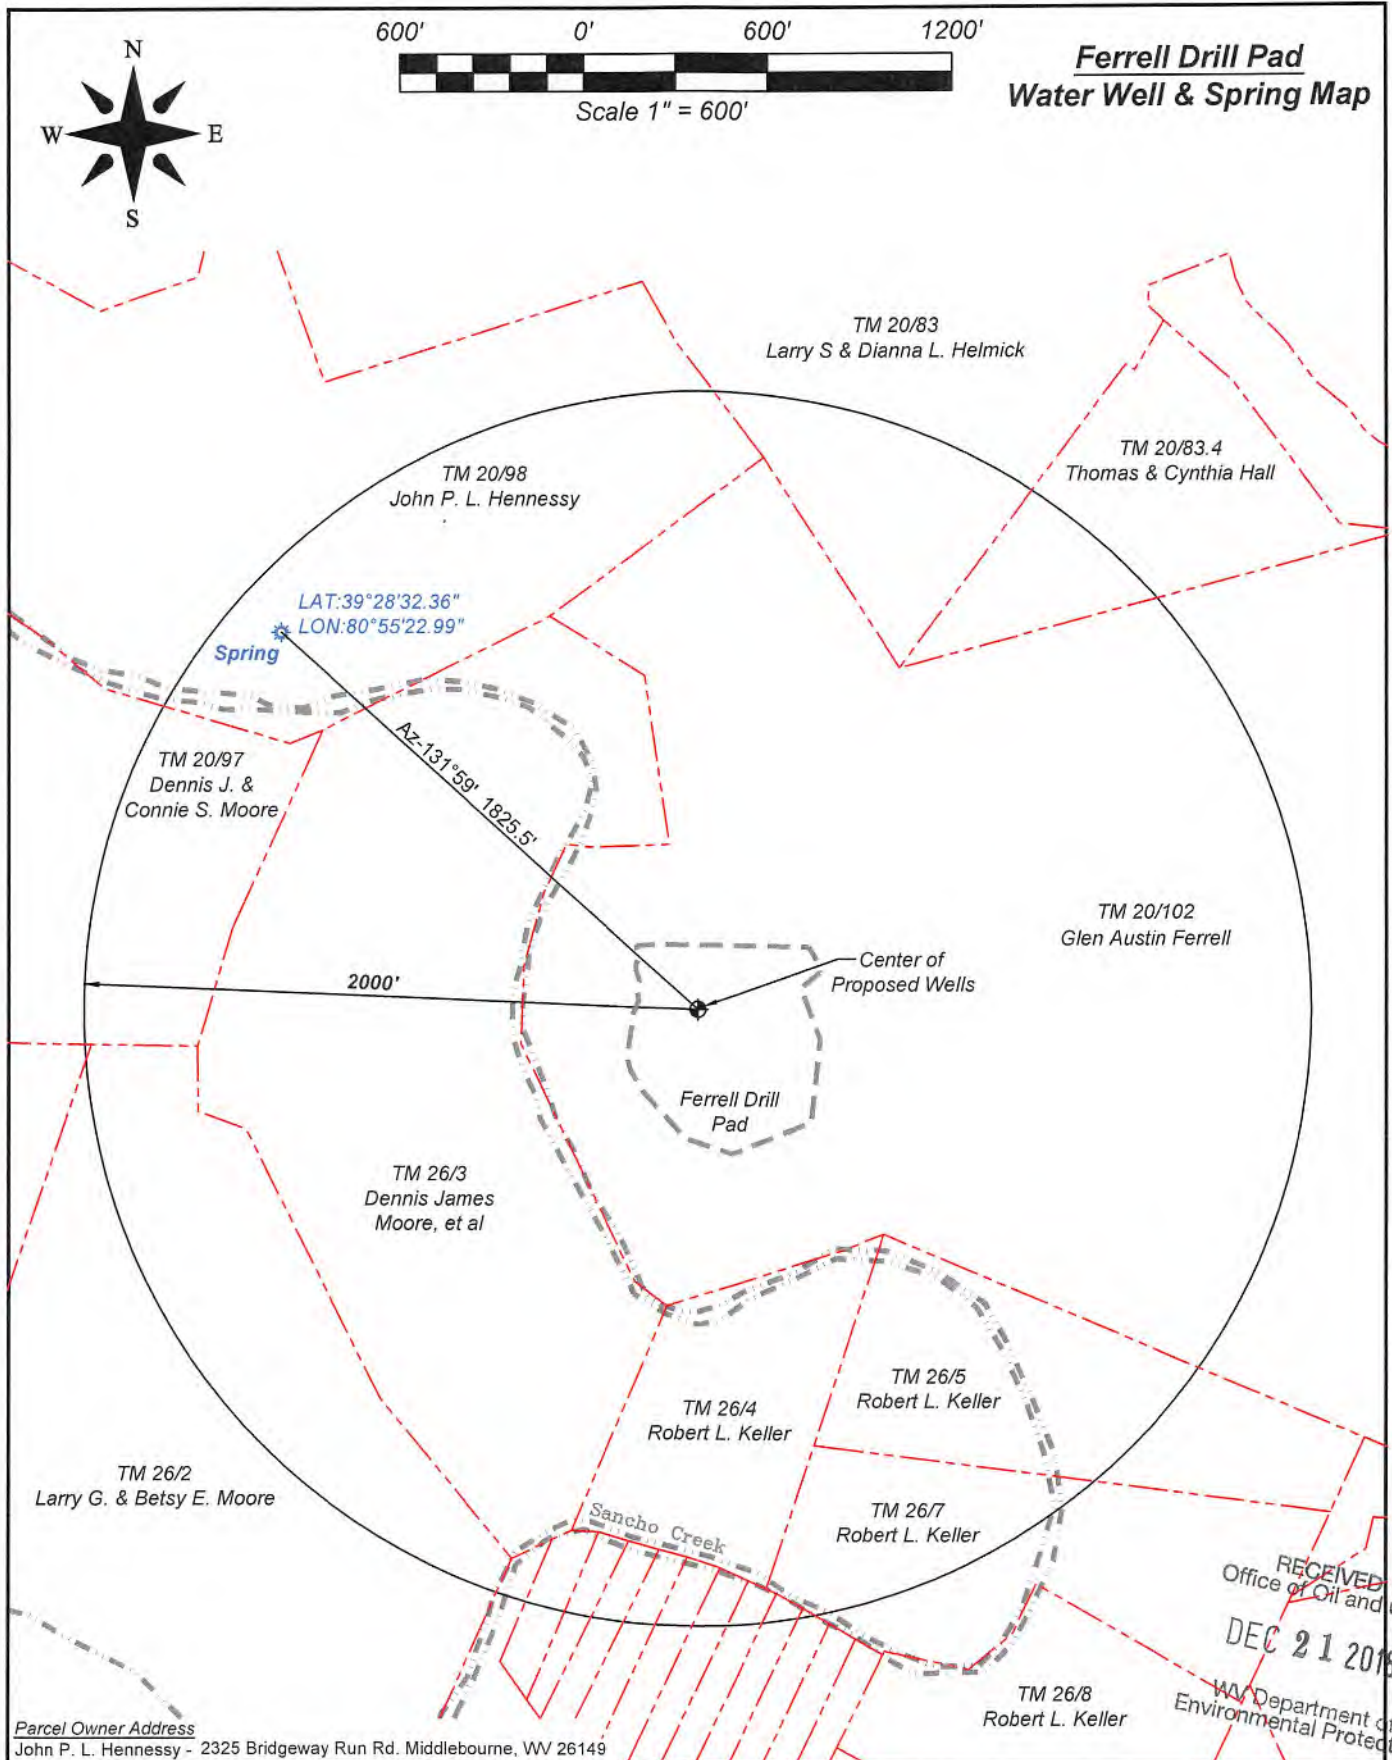 600' 0' 600' 1200'
Scale 1" = 600'
Ferrell Drill Pad
Water Well & Spring Map
N
W E
S
TM 20/83
Larry S & Dianna L. Helmick
TM 20/83.4
Thomas & Cynthia Hall
TM 20/98
John P. L. Hennessy
LAT:39°28'32.36"
LON:80°55'22.99"
Spring
TM 20/97
Dennis J. &
Connie S. Moore
Az-131°59' 1825.5'
TM 20/102
Glen Austin Ferrell
Center of
Proposed Wells
2000'
Ferrell Drill
Pad
TM 26/3
Dennis James
Moore, et al
TM 26/5
Robert L. Keller
TM 26/4
Robert L. Keller
TM 26/2
Larry G. & Betsy E. Moore
TM 26/7
Robert L. Keller
Sancho Creek
RECEIVED
Office of Oil and
DEC 21 201
WV Department of
Environmental
TM 26/8
Robert L. Keller
Parcel Owner Address
John P. L. Hennessy - 2325 Bridgeway Run Rd. Middlebourne, WV 26149